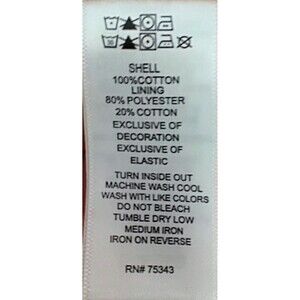 SHELL
100%COTTON
LINING
80% POLYESTER
20% COTTON
EXCLUSIVE OF
DECORATION
EXCLUSIVE OF
ELASTIC
TURN INSIDE OUT
MACHINE WASH COOL
WASH WITH LIKE COLORS
DO NOT BLEACH
TUMBLE DRY LOW
MEDIUM IRON
IRON ON REVERSE
RN# 75343